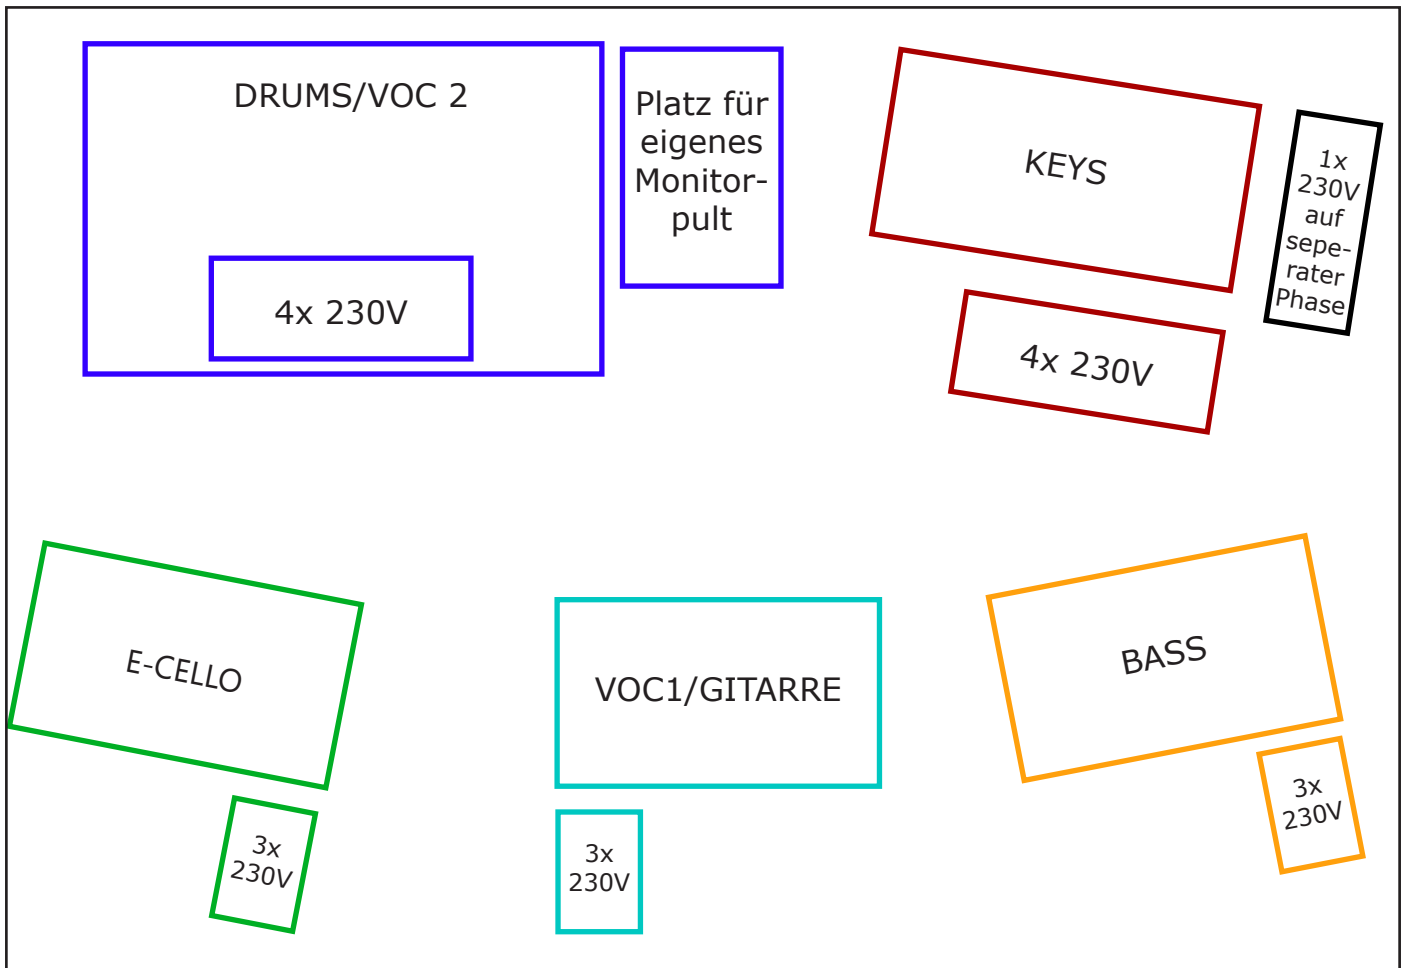 DRUMS/VOC 2
4x 230V
Platz für
eigenes
Monitor-
pult
KEYS
4x 230V
1x
230V
auf
sepe-
rater
Phase
E-CELLO
3x
230V
VOC1/GITARRE
3x
230V
BASS
3x
230V